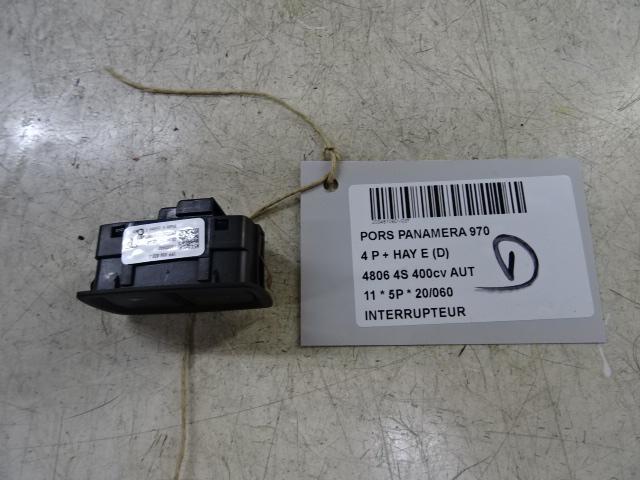 PORS PANAMERA 970
4 P + HAY E (D)
4806 4S 400cv AUT
11 * 5P * 20/060
INTERRUPTEUR